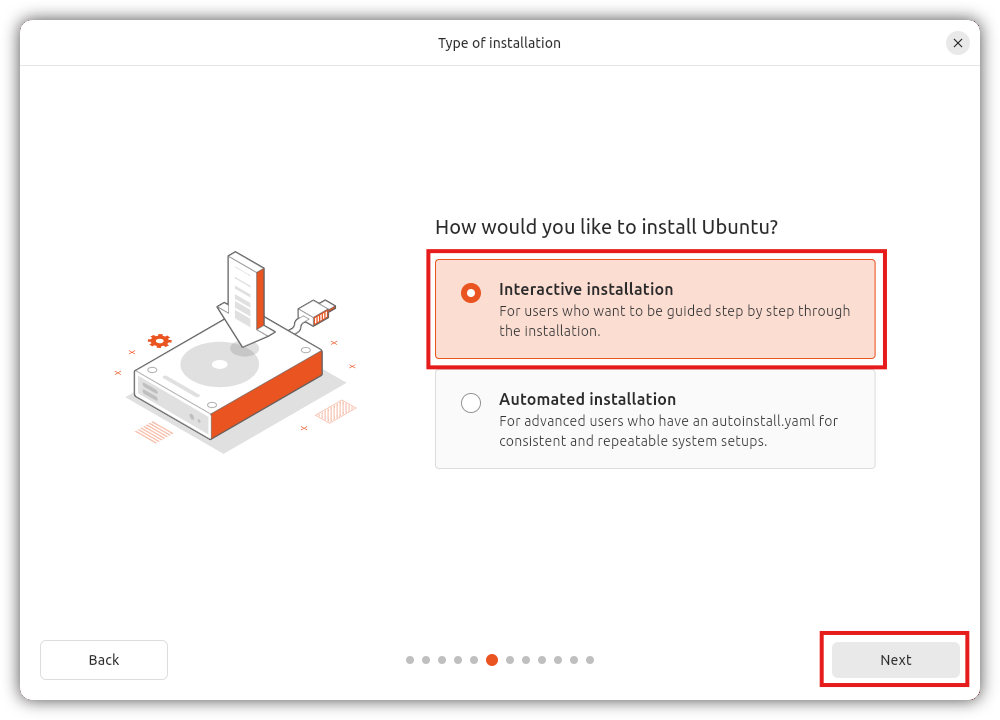 Type of installation
How would you like to install Ubuntu?
Interactive installation
For users who want to be guided step by step through
the installation.
Automated installation
For advanced users who have an autoinstall.yaml for
consistent and repeatable system setups.
Back
Next